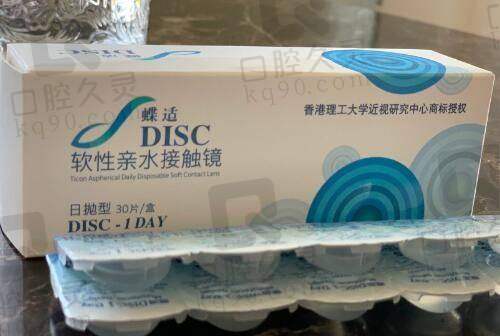 蝶适
DISC
香港理工大学近视研究中心商标授权
软性亲水接触镜
Ticon Aspherical Daily Disposable Soft Contact Lens
日抛型 30片/盒
DISC - 1 DAY
口腔久灵
kq90.com